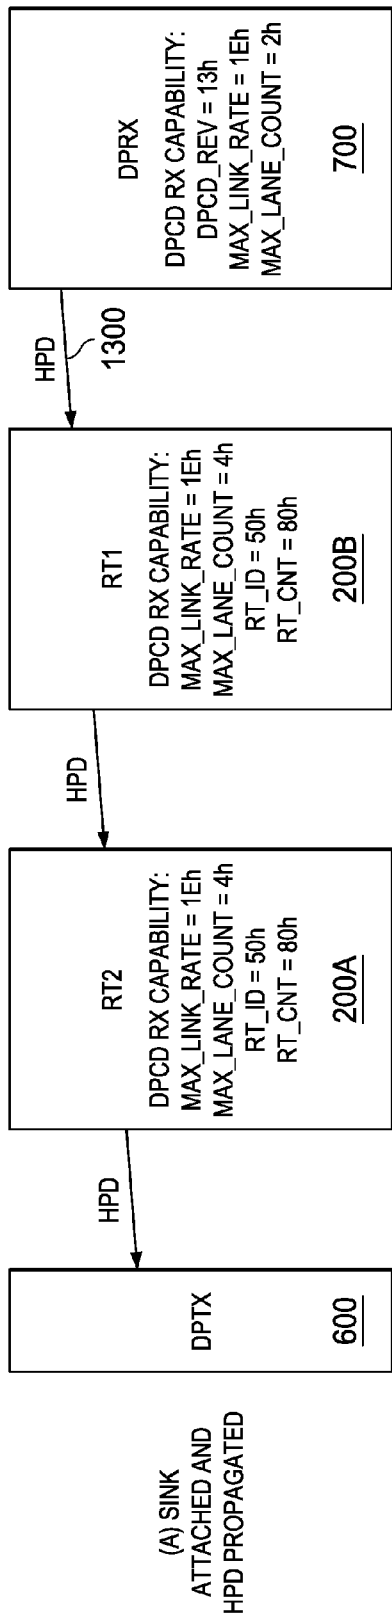 (A) SINK
ATTACHED AND
HPD PROPAGATED
DPTX
600
HPD
RT2
DPCD RX CAPABILITY:
MAX_LINK_RATE = 1Eh
MAX_LANE_COUNT = 4h
RT_ID = 50h
RT_CNT = 80h
200A
HPD
RT1
DPCD RX CAPABILITY:
MAX_LINK_RATE = 1Eh
MAX_LANE_COUNT = 4h
RT_ID = 50h
RT_CNT = 80h
200B
HPD
1300
DPRX
DPCD RX CAPABILITY:
DPCD_REV = 13h
MAX_LINK_RATE = 1Eh
MAX_LANE_COUNT = 2h
700